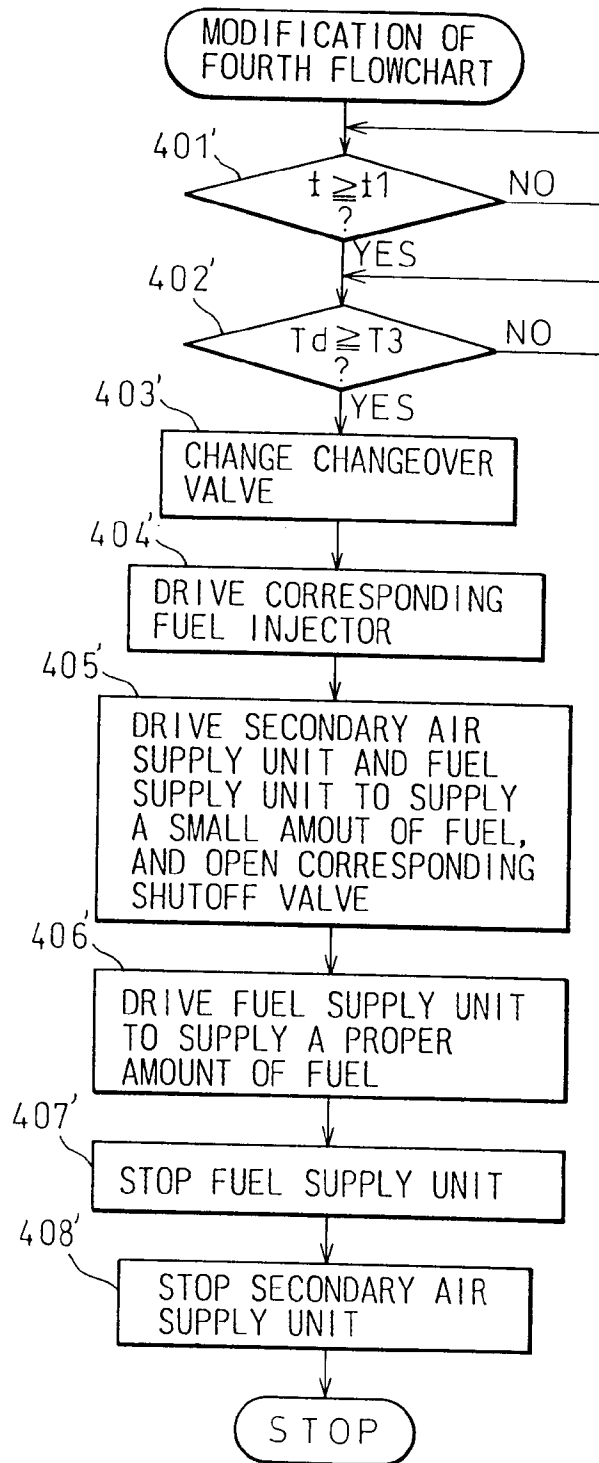 MODIFICATION OF
FOURTH FLOWCHART
401'
t ≧ t1
?
NO
YES
402'
Td ≧ T3
?
NO
YES
403'
CHANGE CHANGEOVER
VALVE
404'
DRIVE CORRESPONDING
FUEL INJECTOR
405'
DRIVE SECONDARY AIR
SUPPLY UNIT AND FUEL
SUPPLY UNIT TO SUPPLY
A SMALL AMOUT OF FUEL,
AND OPEN CORRESPONDING
SHUTOFF VALVE
406'
DRIVE FUEL SUPPLY UNIT
TO SUPPLY A PROPER
AMOUNT OF FUEL
407'
STOP FUEL SUPPLY UNIT
408'
STOP SECONDARY AIR
SUPPLY UNIT
STOP